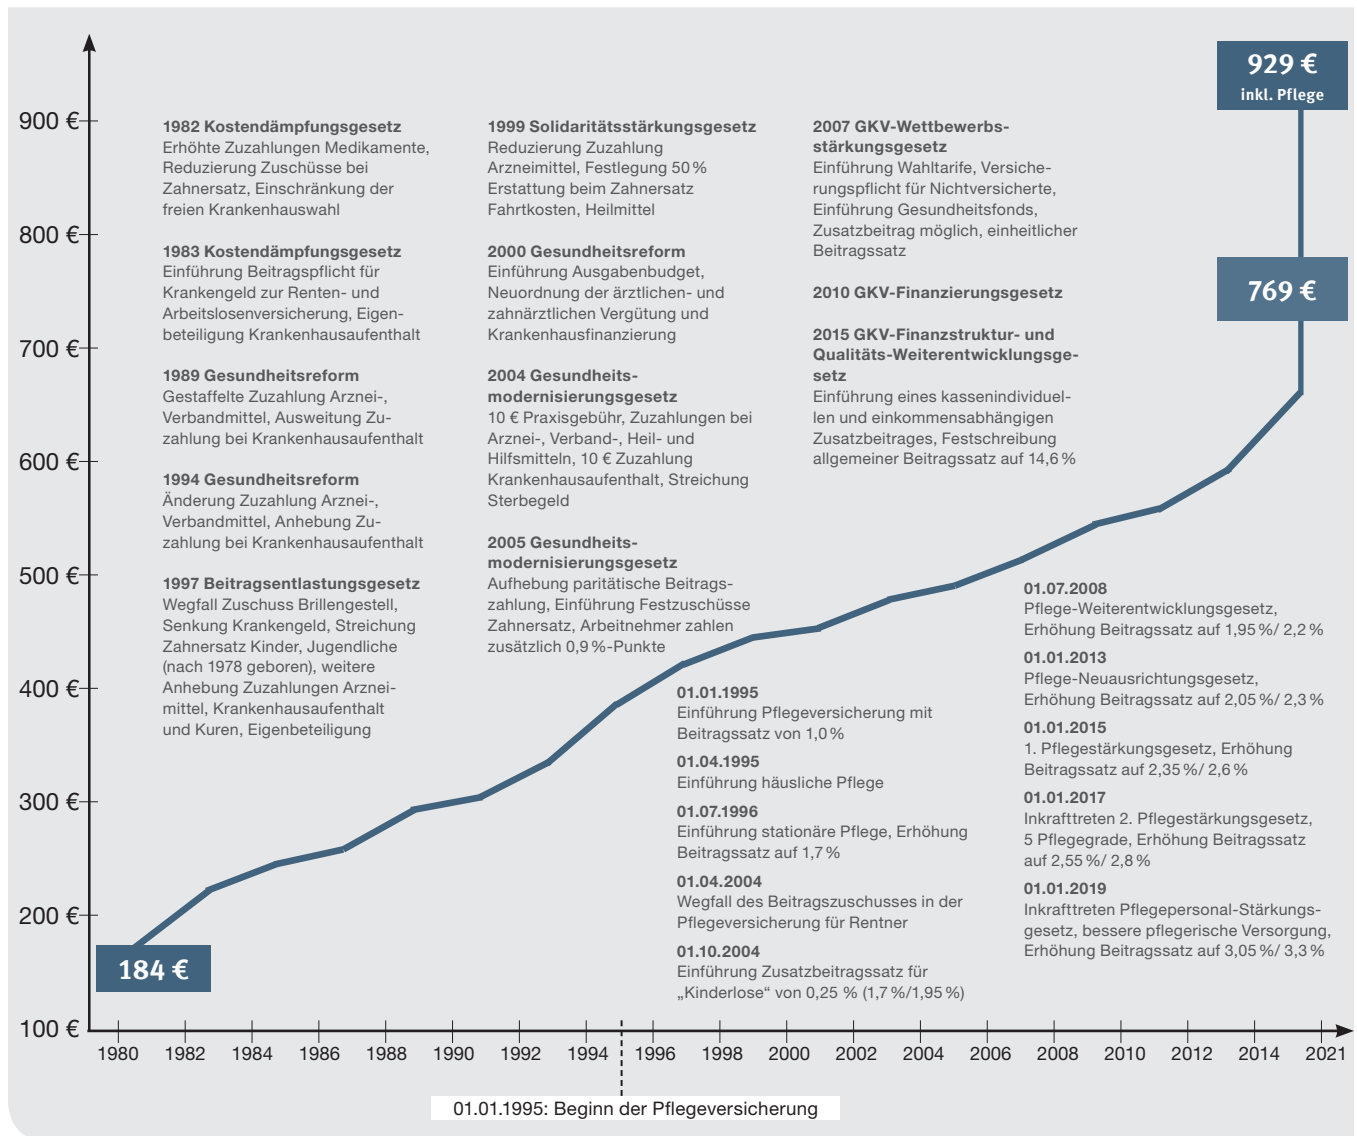 929 €
inkl. Pflege
769 €
184 €
900 €
800 €
700 €
600 €
500 €
400 €
300 €
200 €
100 €
1982 Kostendämpfungsgesetz
Erhöhte Zuzahlungen Medikamente,
Reduzierung Zuschüsse bei
Zahnersatz, Einschränkung der
freien Krankenhauswahl
1983 Kostendämpfungsgesetz
Einführung Beitragspflicht für
Krankengeld zur Renten- und
Arbeitslosenversicherung, Eigen-
beteiligung Krankenhausaufenthalt
1989 Gesundheitsreform
Gestaffelte Zuzahlung Arznei-,
Verbandmittel, Ausweitung Zu-
zahlung bei Krankenhausaufenthalt
1994 Gesundheitsreform
Änderung Zuzahlung Arznei-,
Verbandmittel, Anhebung Zu-
zahlung bei Krankenhausaufenthalt
1997 Beitragsentlastungsgesetz
Wegfall Zuschuss Brillengestell,
Senkung Krankengeld, Streichung
Zahnersatz Kinder, Jugendliche
(nach 1978 geboren), weitere
Anhebung Zuzahlungen Arznei-
mittel, Krankenhausaufenthalt
und Kuren, Eigenbeteiligung
1999 Solidaritätsstärkungsgesetz
Reduzierung Zuzahlung
Arzneimittel, Festlegung 50 %
Erstattung beim Zahnersatz
Fahrtkosten, Heilmittel
2000 Gesundheitsreform
Einführung Ausgabenbudget,
Neuordnung der ärztlichen- und
zahnärztlichen Vergütung und
Krankenhausfinanzierung
2004 Gesundheits-
modernisierungsgesetz
10 € Praxisgebühr, Zuzahlungen bei
Arznei-, Verband-, Heil- und
Hilfsmitteln, 10 € Zuzahlung
Krankenhausaufenthalt, Streichung
Sterbegeld
2005 Gesundheits-
modernisierungsgesetz
Aufhebung paritätische Beitrags-
zahlung, Einführung Festzuschüsse
Zahnersatz, Arbeitnehmer zahlen
zusätzlich 0,9 %-Punkte
2007 GKV-Wettbewerbs-
stärkungsgesetz
Einführung Wahltarife, Versiche-
rungspflicht für Nichtversicherte,
Einführung Gesundheitsfonds,
Zusatzbeitrag möglich, einheitlicher
Beitragssatz
2010 GKV-Finanzierungsgesetz
2015 GKV-Finanzstruktur- und
Qualitäts-Weiterentwicklungsge-
setz
Einführung eines kassenindividuel-
len und einkommensabhängigen
Zusatzbeitrages, Festschreibung
allgemeiner Beitragssatz auf 14,6 %
01.01.1995
Einführung Pflegeversicherung mit
Beitragssatz von 1,0 %
01.04.1995
Einführung häusliche Pflege
01.07.1996
Einführung stationäre Pflege, Erhöhung
Beitragssatz auf 1,7 %
01.04.2004
Wegfall des Beitragszuschusses in der
Pflegeversicherung für Rentner
01.10.2004
Einführung Zusatzbeitragssatz für
„Kinderlose“ von 0,25 % (1,7 %/1,95 %)
01.07.2008
Pflege-Weiterentwicklungsgesetz,
Erhöhung Beitragssatz auf 1,95 %/ 2,2 %
01.01.2013
Pflege-Neuausrichtungsgesetz,
Erhöhung Beitragssatz auf 2,05 %/ 2,3 %
01.01.2015
1. Pflegestärkungsgesetz, Erhöhung
Beitragssatz auf 2,35 %/ 2,6 %
01.01.2017
Inkrafttreten 2. Pflegestärkungsgesetz,
5 Pflegegrade, Erhöhung Beitragssatz
auf 2,55 %/ 2,8 %
01.01.2019
Inkrafttreten Pflegepersonal-Stärkungs-
gesetz, bessere pflegerische Versorgung,
Erhöhung Beitragssatz auf 3,05 %/ 3,3 %
1980 1982 1984 1986 1988 1990 1992 1994 1996 1998 2000 2002 2004 2006 2008 2010 2012 2014 2021
01.01.1995: Beginn der Pflegeversicherung